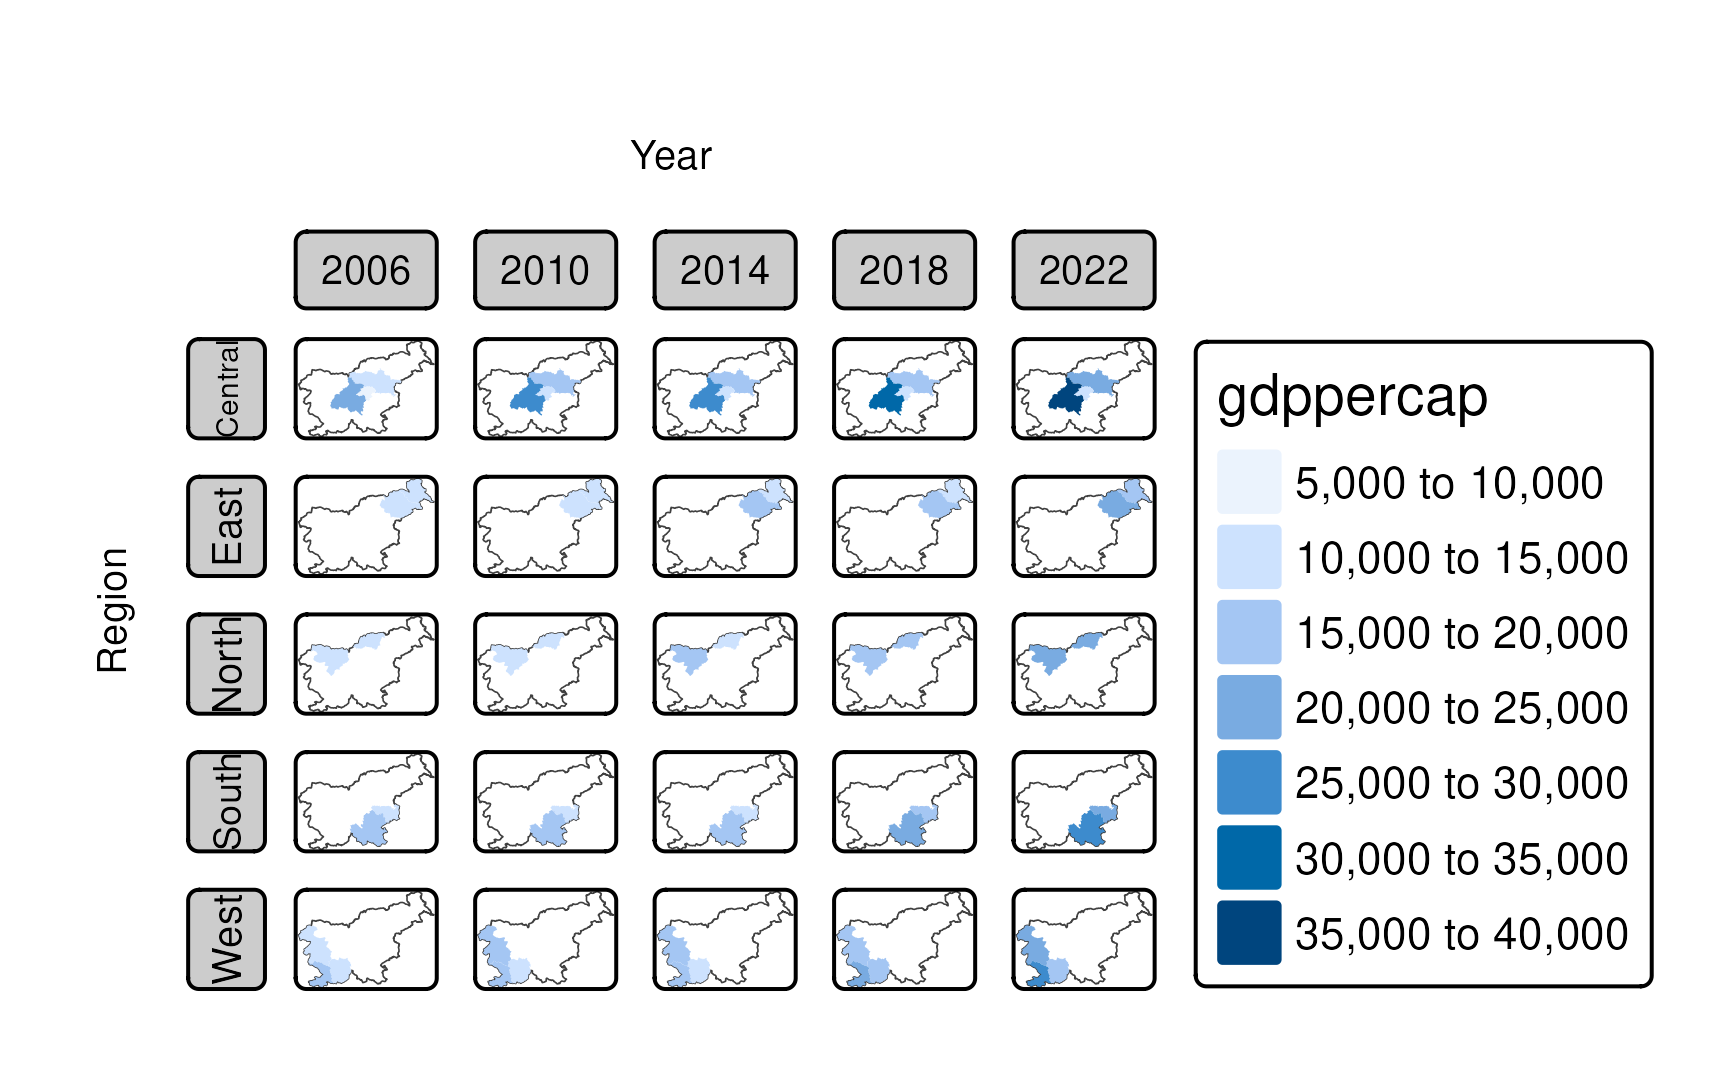 Year
2006
2010
2014
2018
2022
Central
East
North
South
West
Region
gdppercap
5,000 to 10,000
10,000 to 15,000
15,000 to 20,000
20,000 to 25,000
25,000 to 30,000
30,000 to 35,000
35,000 to 40,000